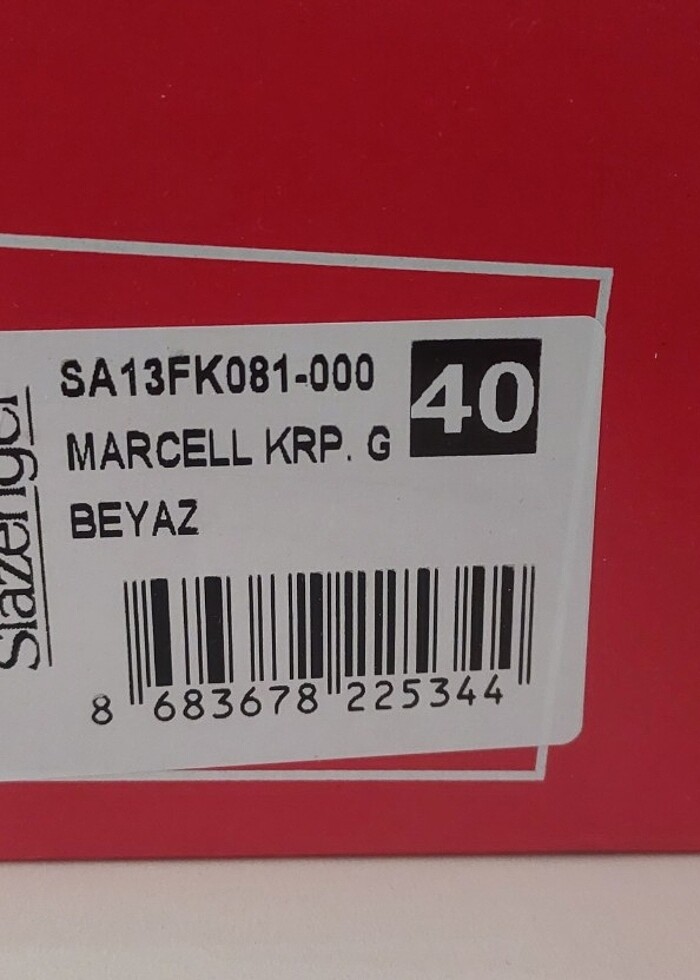 Slazenger
SA13FK081-000
40
MARCELL KRP. G
BEYAZ
8 683678 225344